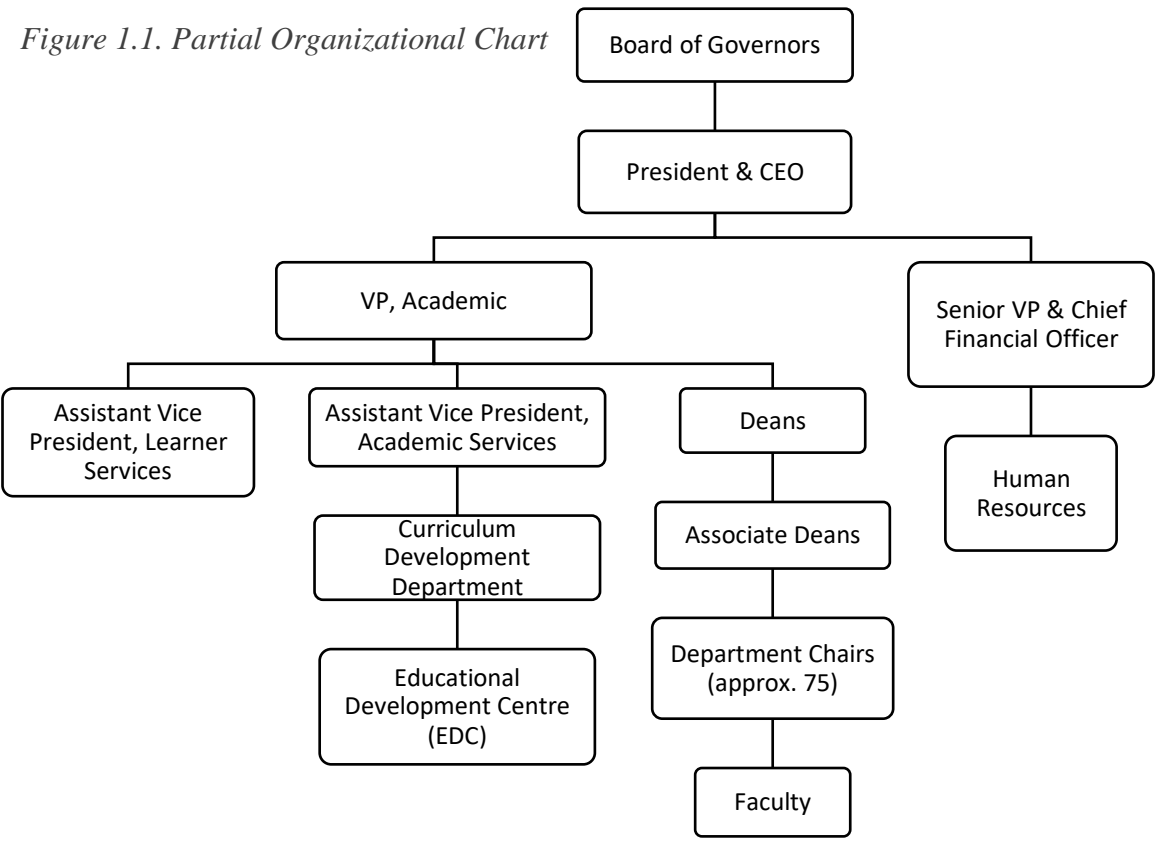 Figure 1.1. Partial Organizational Chart
Board of Governors
President & CEO
VP, Academic
Senior VP & Chief
Financial Officer
Assistant Vice
President, Learner
Services
Assistant Vice President,
Academic Services
Deans
Human
Resources
Curriculum
Development
Department
Associate Deans
Educational
Development Centre
(EDC)
Department Chairs
(approx. 75)
Faculty